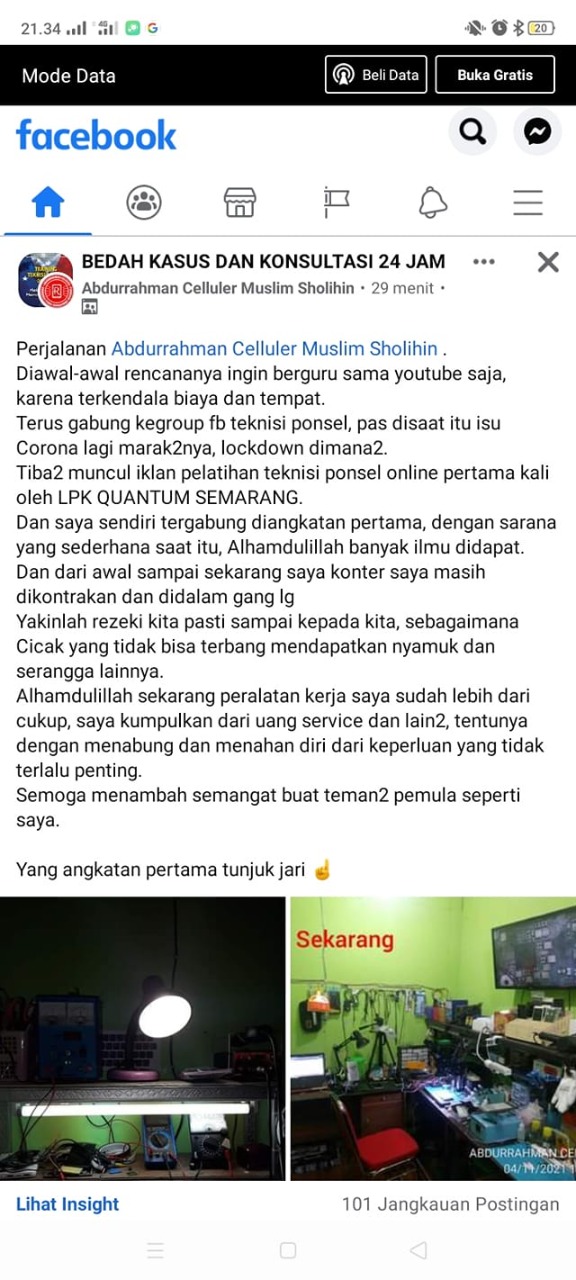 21.34
4G
G
20
Mode Data
Beli Data
Buka Gratis
facebook
BEDAH KASUS DAN KONSULTASI 24 JAM
Abdurrahman Celluler Muslim Sholihin • 29 menit •
Perjalanan Abdurrahman Celluler Muslim Sholihin .
Diawal-awal rencananya ingin berguru sama youtube saja,
karena terkendala biaya dan tempat.
Terus gabung kegroup fb teknisi ponsel, pas disaat itu isu
Corona lagi marak2nya, lockdown dimana2.
Tiba2 muncul iklan pelatihan teknisi ponsel online pertama kali
oleh LPK QUANTUM SEMARANG.
Dan saya sendiri tergabung diangkatan pertama, dengan sarana
yang sederhana saat itu, Alhamdulillah banyak ilmu didapat.
Dan dari awal sampai sekarang saya konter saya masih
dikontrakan dan didalam gang lg
Yakinlah rezeki kita pasti sampai kepada kita, sebagaimana
Cicak yang tidak bisa terbang mendapatkan nyamuk dan
serangga lainnya.
Alhamdulillah sekarang peralatan kerja saya sudah lebih dari
cukup, saya kumpulkan dari uang service dan lain2, tentunya
dengan menabung dan menahan diri dari keperluan yang tidak
terlalu penting.
Semoga menambah semangat buat teman2 pemula seperti
saya.
Yang angkatan pertama tunjuk jari ☝
Sekarang
ABDURRAHMAN CE
04/11/2021 1
Lihat Insight
101 Jangkauan Postingan